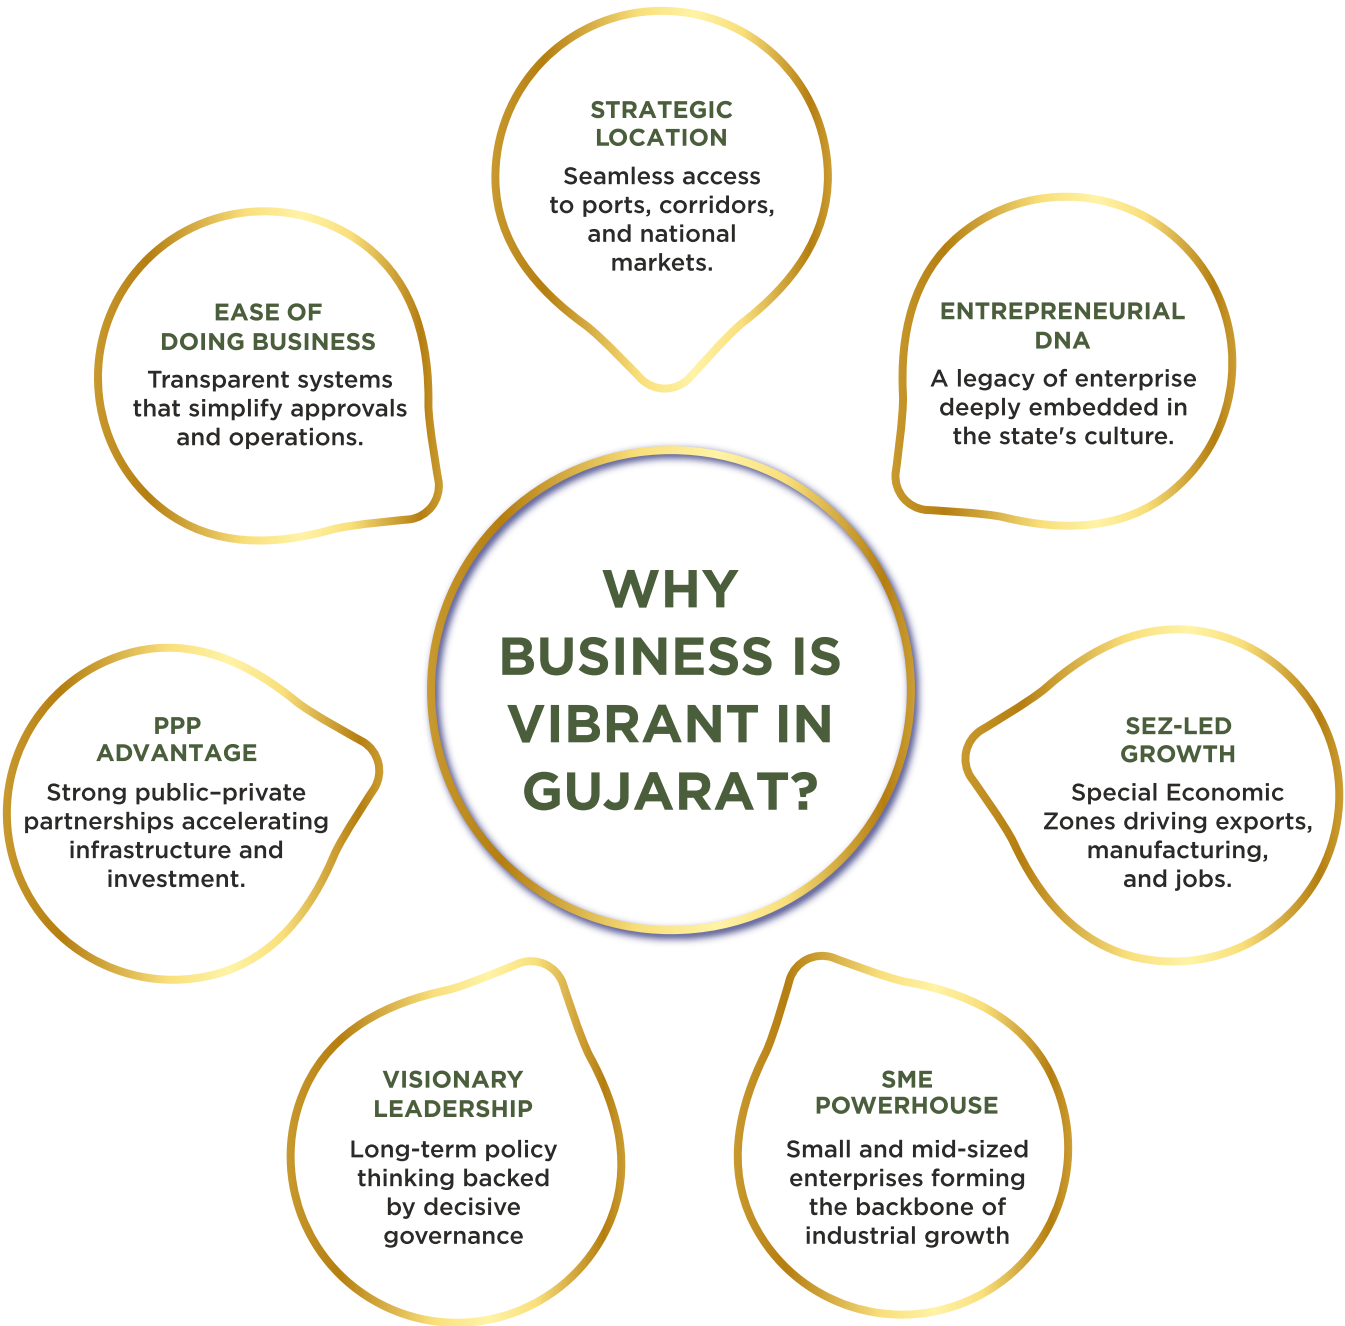 STRATEGIC
LOCATION
Seamless access
to ports, corridors,
and national
markets.
ENTREPRENEURIAL
DNA
A legacy of enterprise
deeply embedded in
the state's culture.
SEZ-LED
GROWTH
Special Economic
Zones driving exports,
manufacturing,
and jobs.
SME
POWERHOUSE
Small and mid-sized
enterprises forming
the backbone of
industrial growth
VISIONARY
LEADERSHIP
Long-term policy
thinking backed
by decisive
governance
PPP
ADVANTAGE
Strong public–private
partnerships accelerating
infrastructure and
investment.
EASE OF
DOING BUSINESS
Transparent systems
that simplify approvals
and operations.
WHY
BUSINESS IS
VIBRANT IN
GUJARAT?